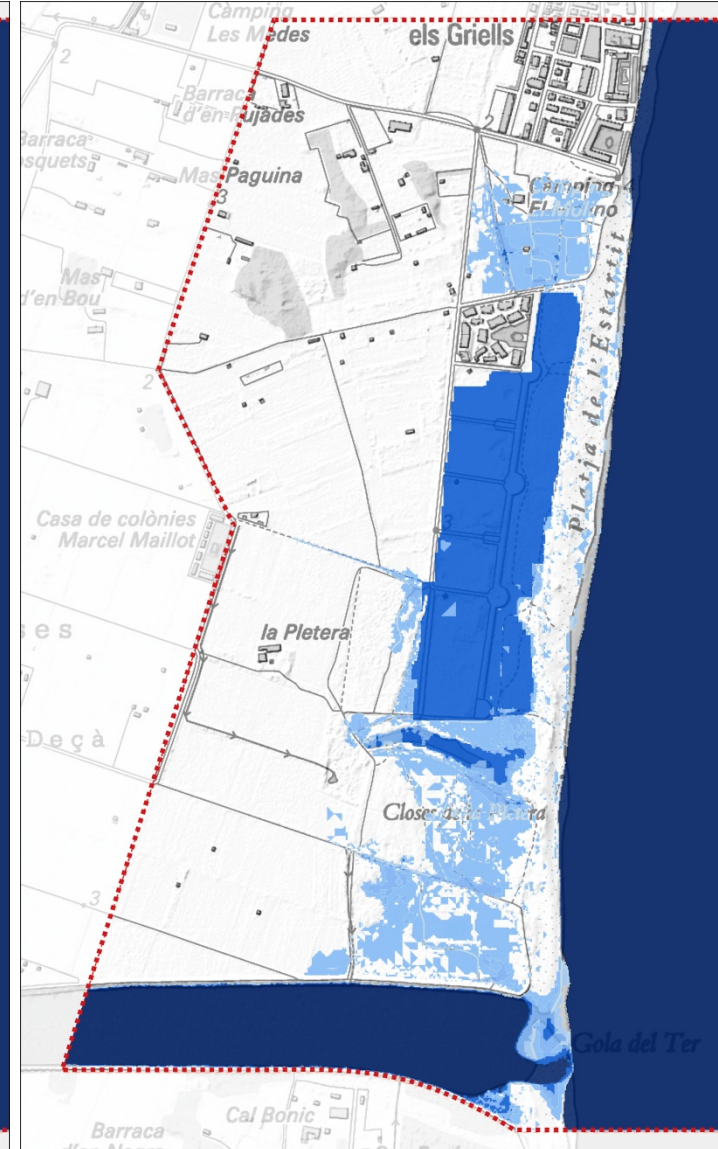 Càmping
Les Medes
els Griells
2
Barraca
d'en Pujades
2
Barraca
Mas Paguina
3
Càmping
El Molino
Mas
d'en Bou
2
Platja de l'Estartit
Casa de colònies
Marcel Maillot
3
la Pletera
Deçà
Closes de la Pletera
3
Gola del Ter
Cal Bonic
Barraca